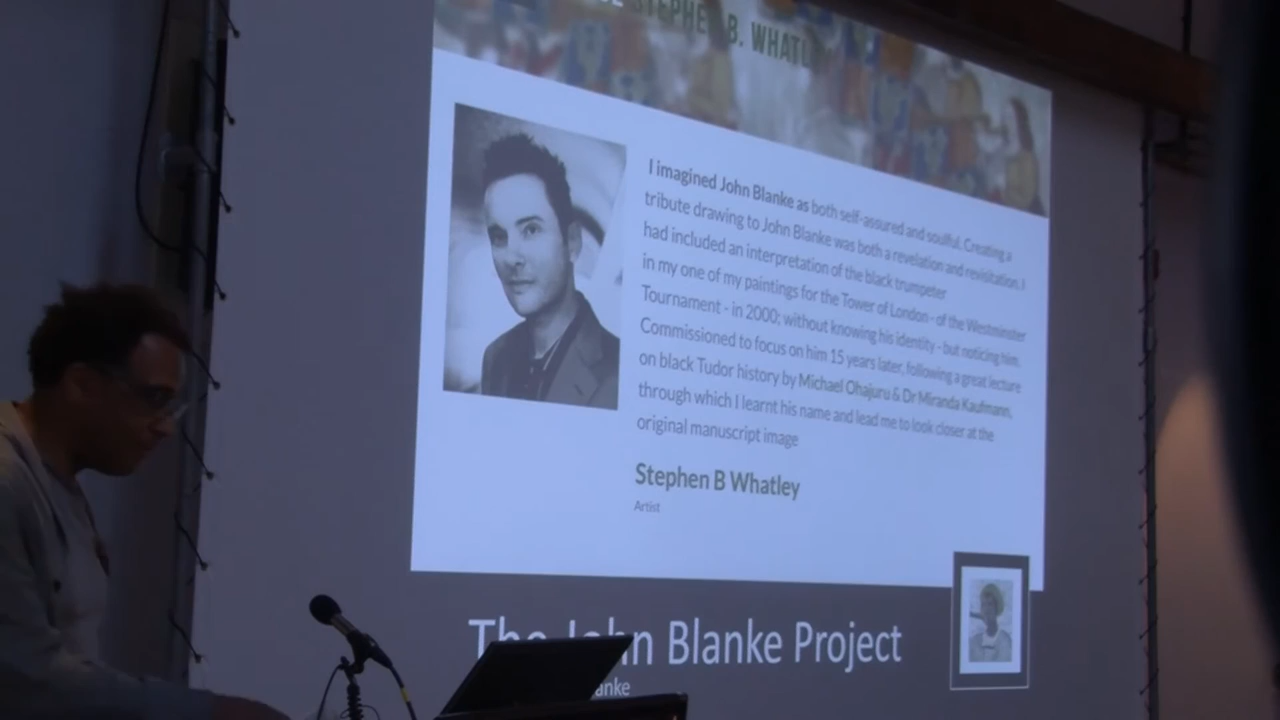 STEPHEN B. WHATL
I imagined John Blanke as both self-assured and soulful. Creating a
tribute drawing to John Blanke was both a revelation and revisitation. I
had included an interpretation of the black trumpeter
in my one of my paintings for the Tower of London - of the Westminster
Tournament - in 2000; without knowing his identity - but noticing him.
Commissioned to focus on him 15 years later, following a great lecture
on black Tudor history by Michael Ohajuru & Dr Miranda Kaufmann,
through which I learnt his name and lead me to look closer at the
original manuscript image
Stephen B Whatley
Artist
The John Blanke Project
anke